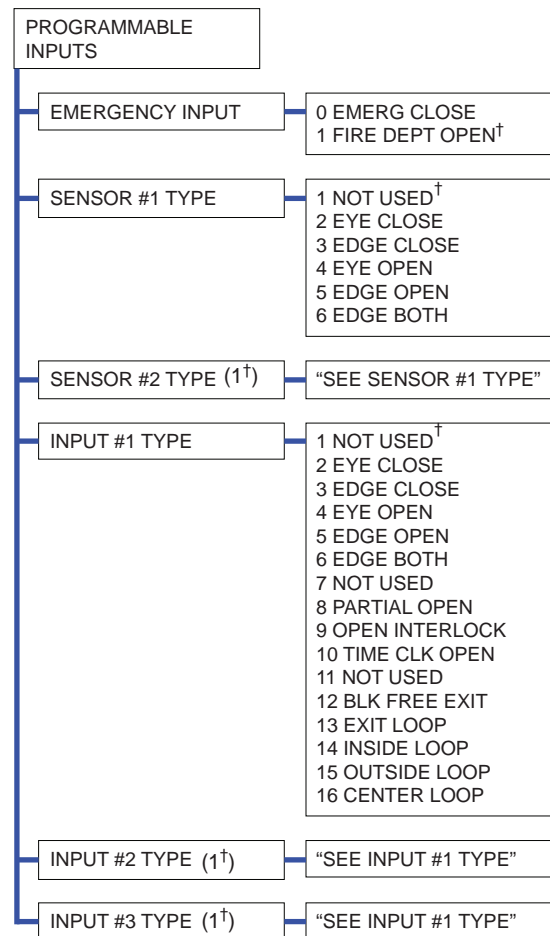 PROGRAMMABLE
INPUTS
EMERGENCY INPUT
0 EMERG CLOSE
1 FIRE DEPT OPEN†
SENSOR #1 TYPE
1 NOT USED†
2 EYE CLOSE
3 EDGE CLOSE
4 EYE OPEN
5 EDGE OPEN
6 EDGE BOTH
SENSOR #2 TYPE (1†)
“SEE SENSOR #1 TYPE”
INPUT #1 TYPE
1 NOT USED†
2 EYE CLOSE
3 EDGE CLOSE
4 EYE OPEN
5 EDGE OPEN
6 EDGE BOTH
7 NOT USED
8 PARTIAL OPEN
9 OPEN INTERLOCK
10 TIME CLK OPEN
11 NOT USED
12 BLK FREE EXIT
13 EXIT LOOP
14 INSIDE LOOP
15 OUTSIDE LOOP
16 CENTER LOOP
INPUT #2 TYPE (1†)
“SEE INPUT #1 TYPE”
INPUT #3 TYPE (1†)
“SEE INPUT #1 TYPE”